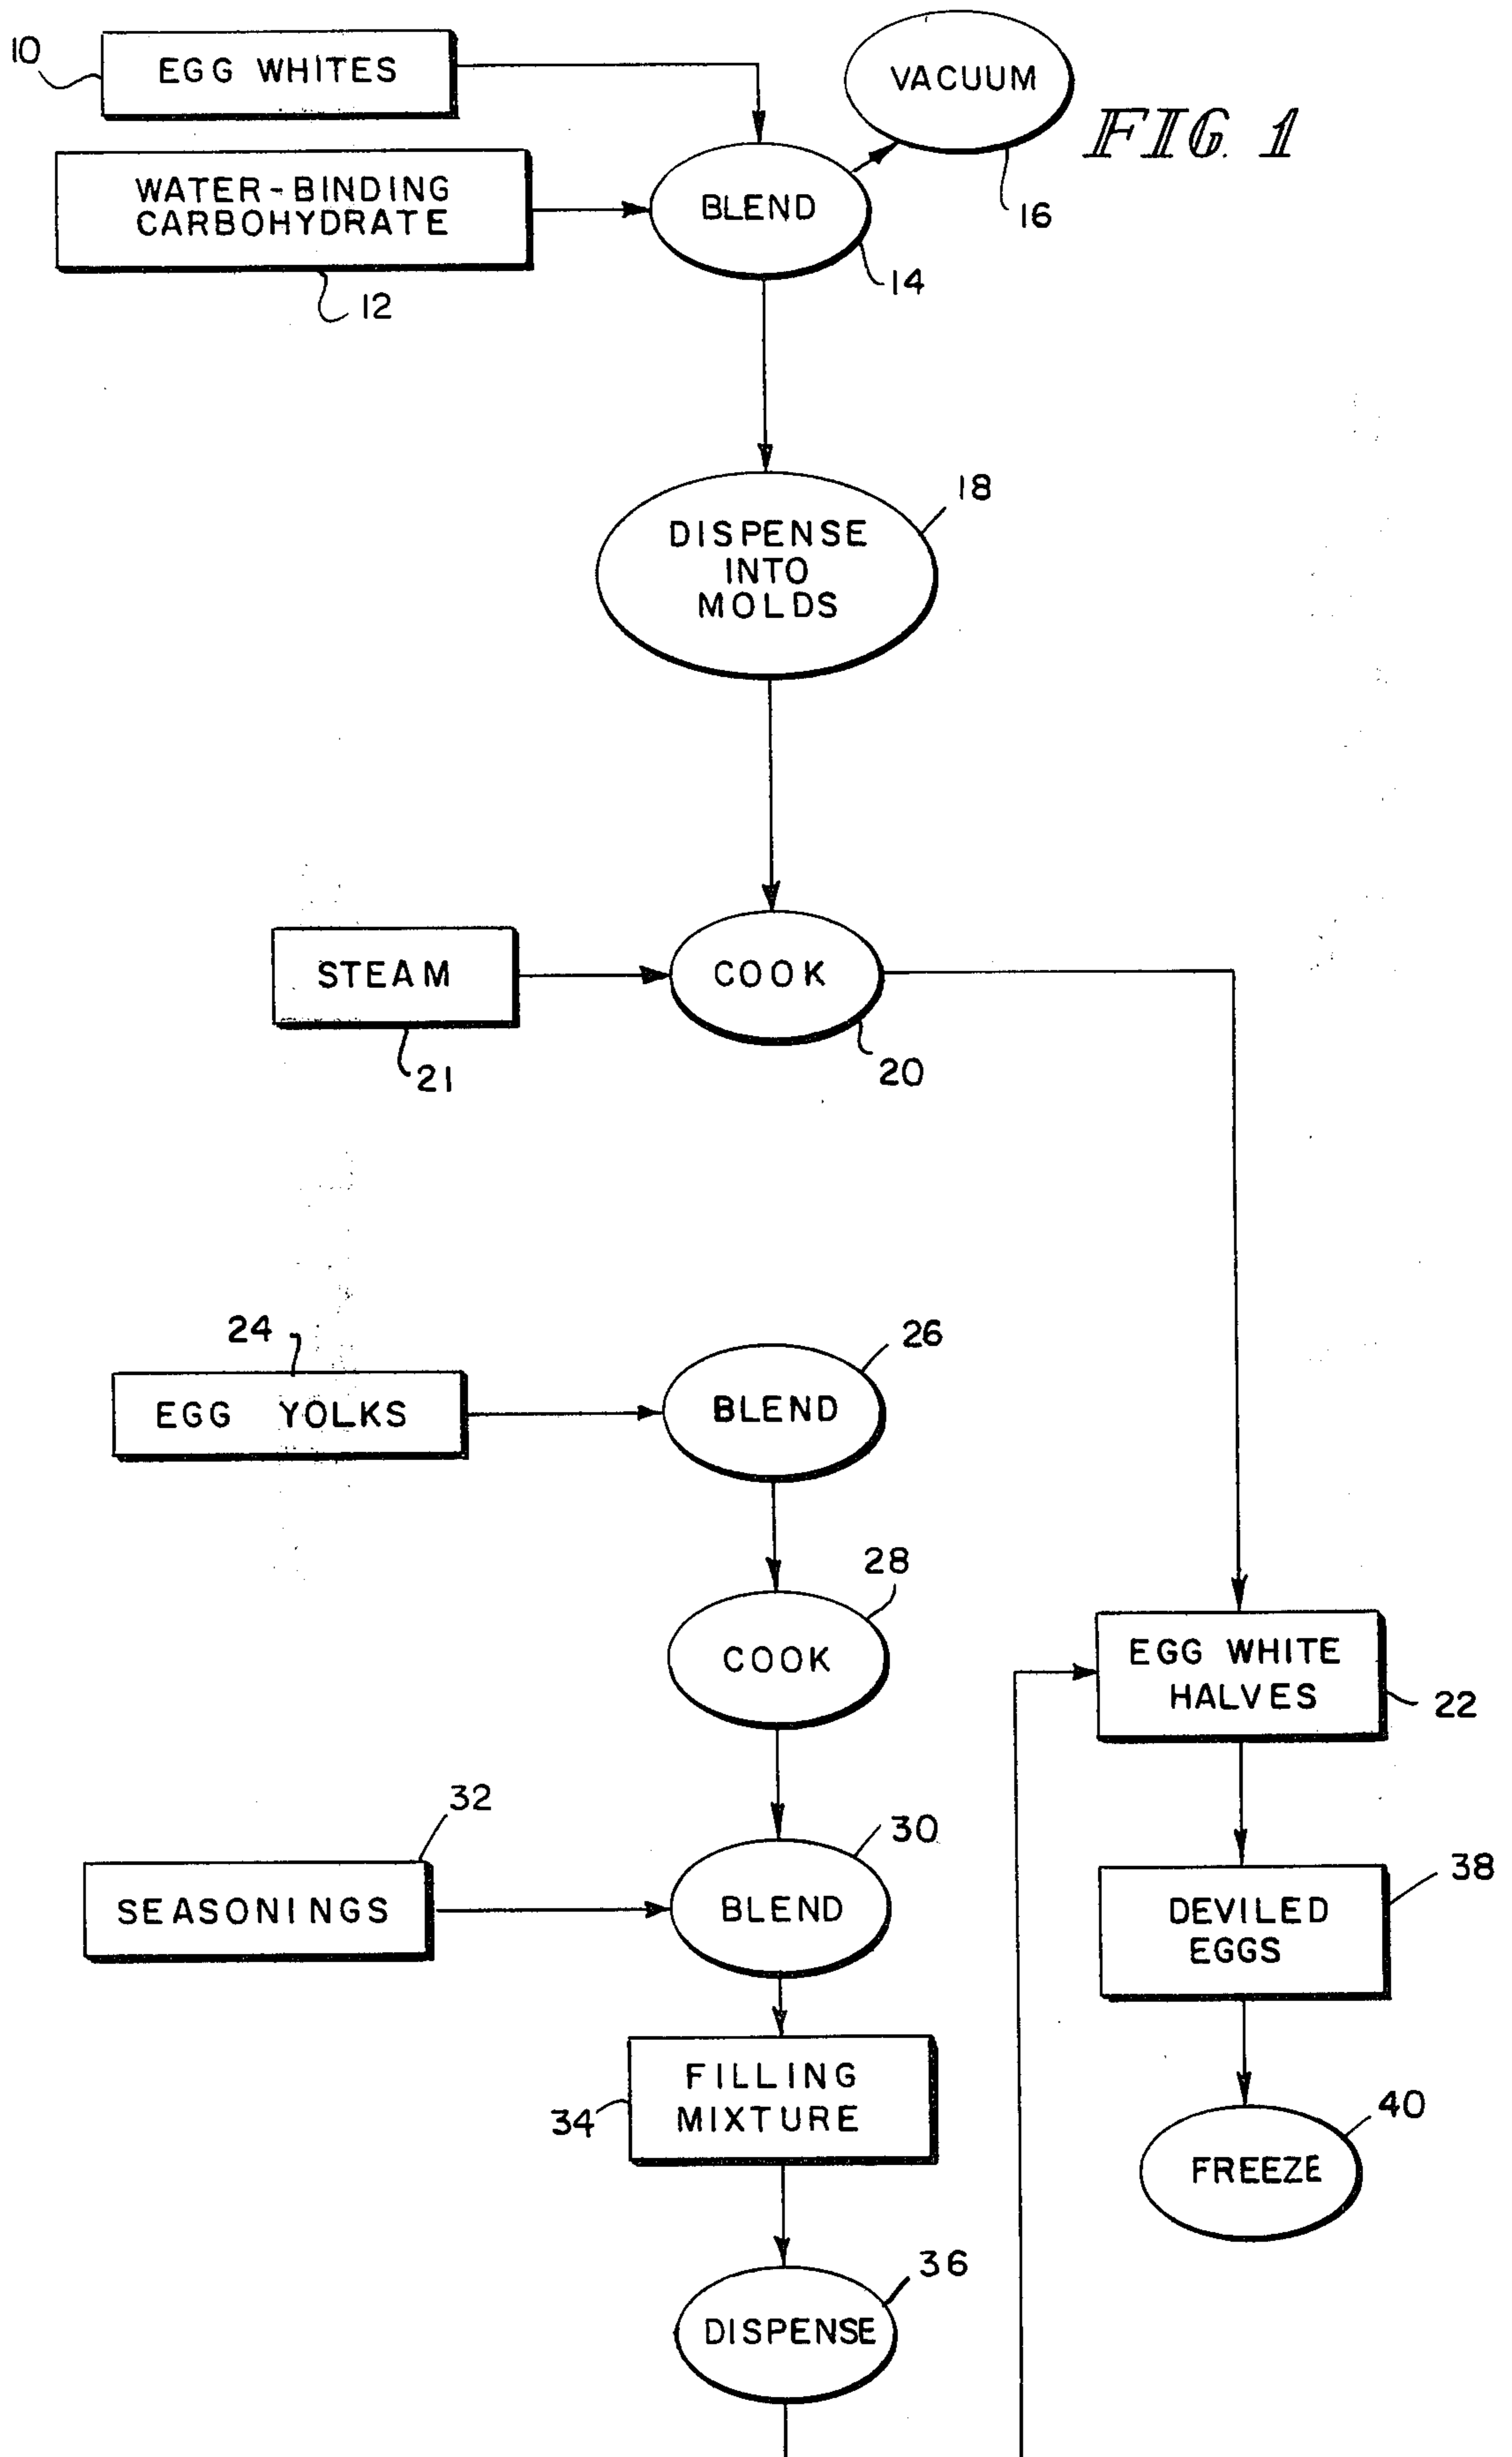 10
EGG WHITES
VACUUM
FIG. 1
WATER-BINDING
CARBOHYDRATE
BLEND
16
14
12
18
DISPENSE
INTO
MOLDS
STEAM
COOK
21
20
24
26
EGG YOLKS
BLEND
28
COOK
EGG WHITE
HALVES
22
32
30
SEASONINGS
BLEND
38
DEVILED
EGGS
FILLING
MIXTURE
34
40
FREEZE
36
DISPENSE